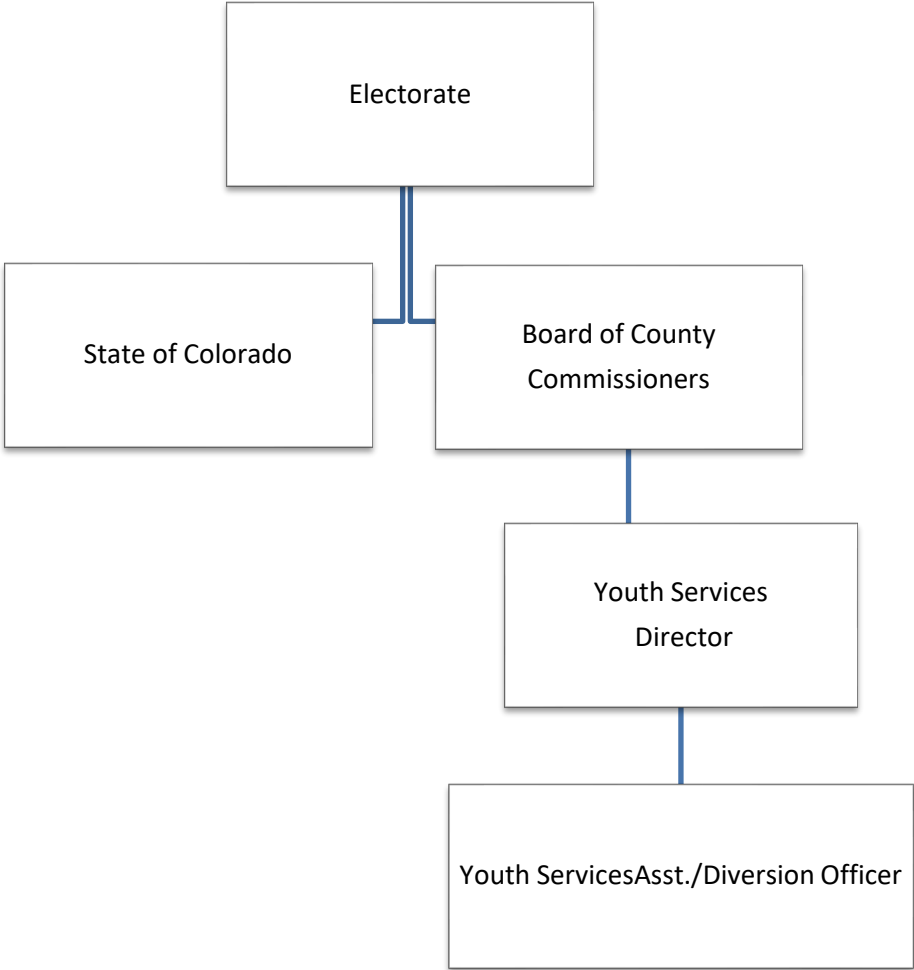 Electorate
State of Colorado
Board of County
Commissioners
Youth Services
Director
Youth ServicesAsst./Diversion Officer